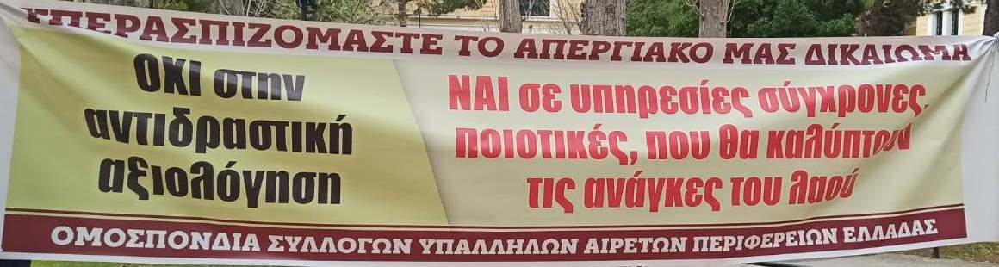 ΥΠΕΡΑΣΠΙΖΟΜΑΣΤΕ ΤΟ ΑΠΕΡΓΙΑΚΟ ΜΑΣ ΔΙΚΑΙΩΜΑ
ΟΧΙ στην
αντιδραστική
αξιολόγηση
ΝΑΙ σε υπηρεσίες σύγχρονες,
ποιοτικές, που θα καλύπτουν
τις ανάγκες του λαού
ΟΜΟΣΠΟΝΔΙΑ ΣΥΛΛΟΓΩΝ ΥΠΑΛΛΗΛΩΝ ΑΙΡΕΤΩΝ ΠΕΡΙΦΕΡΕΙΩΝ ΕΛΛΑΔΑΣ